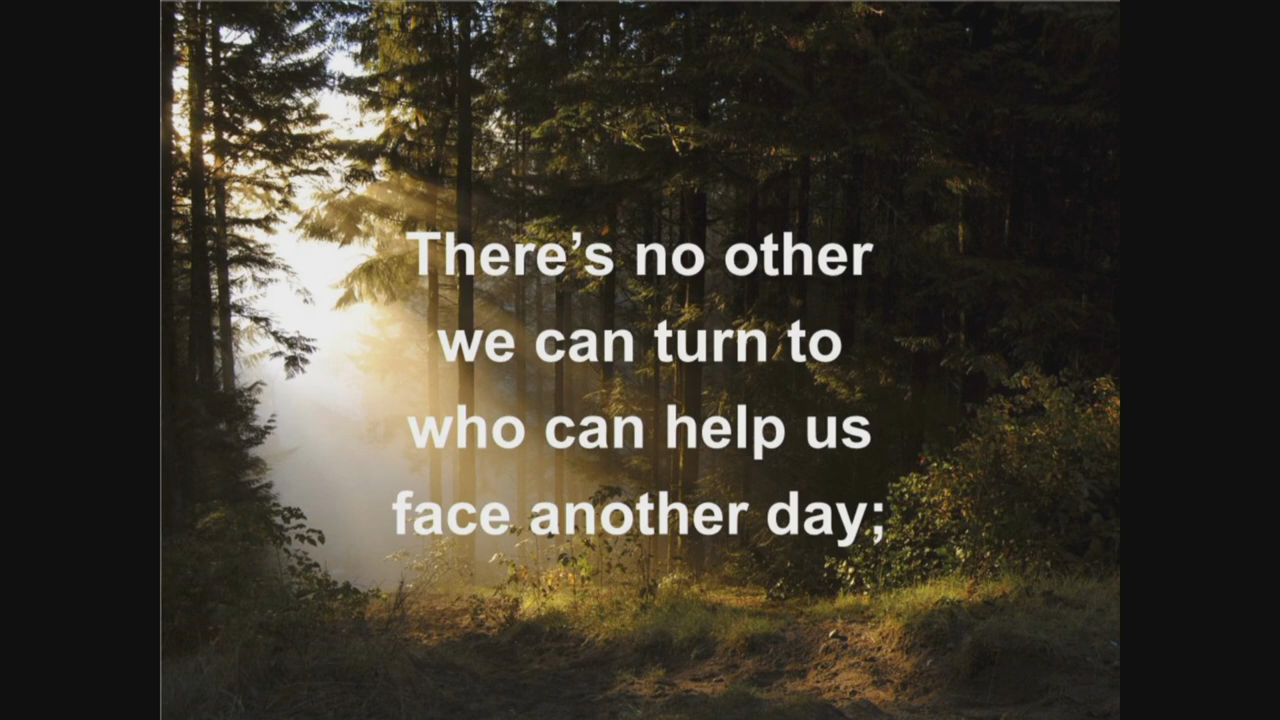 There’s no other
we can turn to
who can help us
face another day;